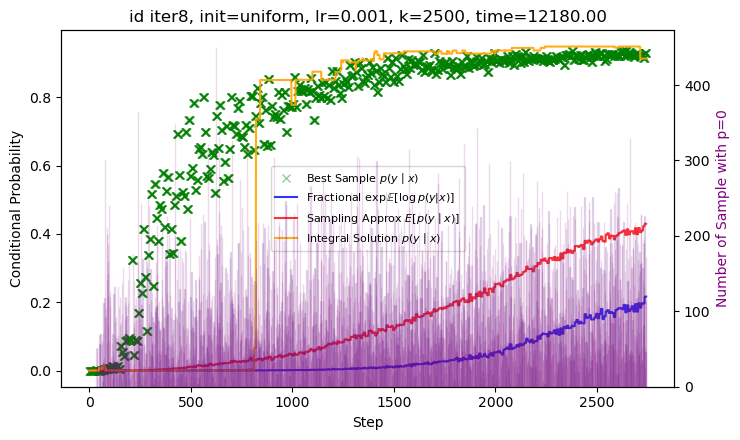 id iter8, init=uniform, lr=0.001, k=2500, time=12180.00
Conditional Probability
0.8
0.6
0.4
0.2
0.0
Best Sample p(y | x)
Fractional exp𝔼[log p(y|x)]
Sampling Approx 𝔼[p(y | x)]
Integral Solution p(y | x)
400
300
200
100
0
Number of Sample with p=0
0 500 1000 1500 2000 2500
Step